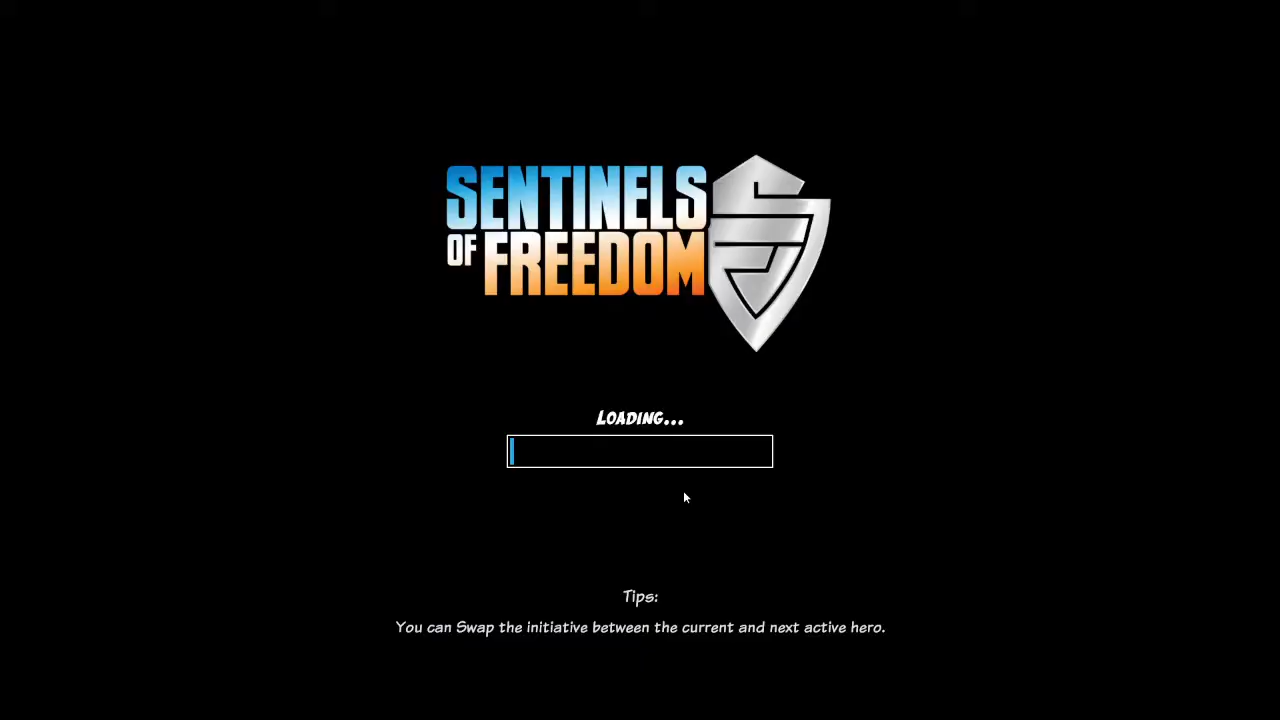 SENTINELS
OF FREEDOM
LOADING...
Tips:
You can Swap the initiative between the current and next active hero.